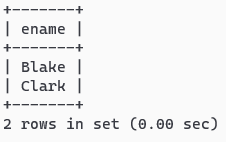 +-------+
| ename |
+-------+
| Blake |
| Clark |
+-------+
2 rows in set (0.00 sec)